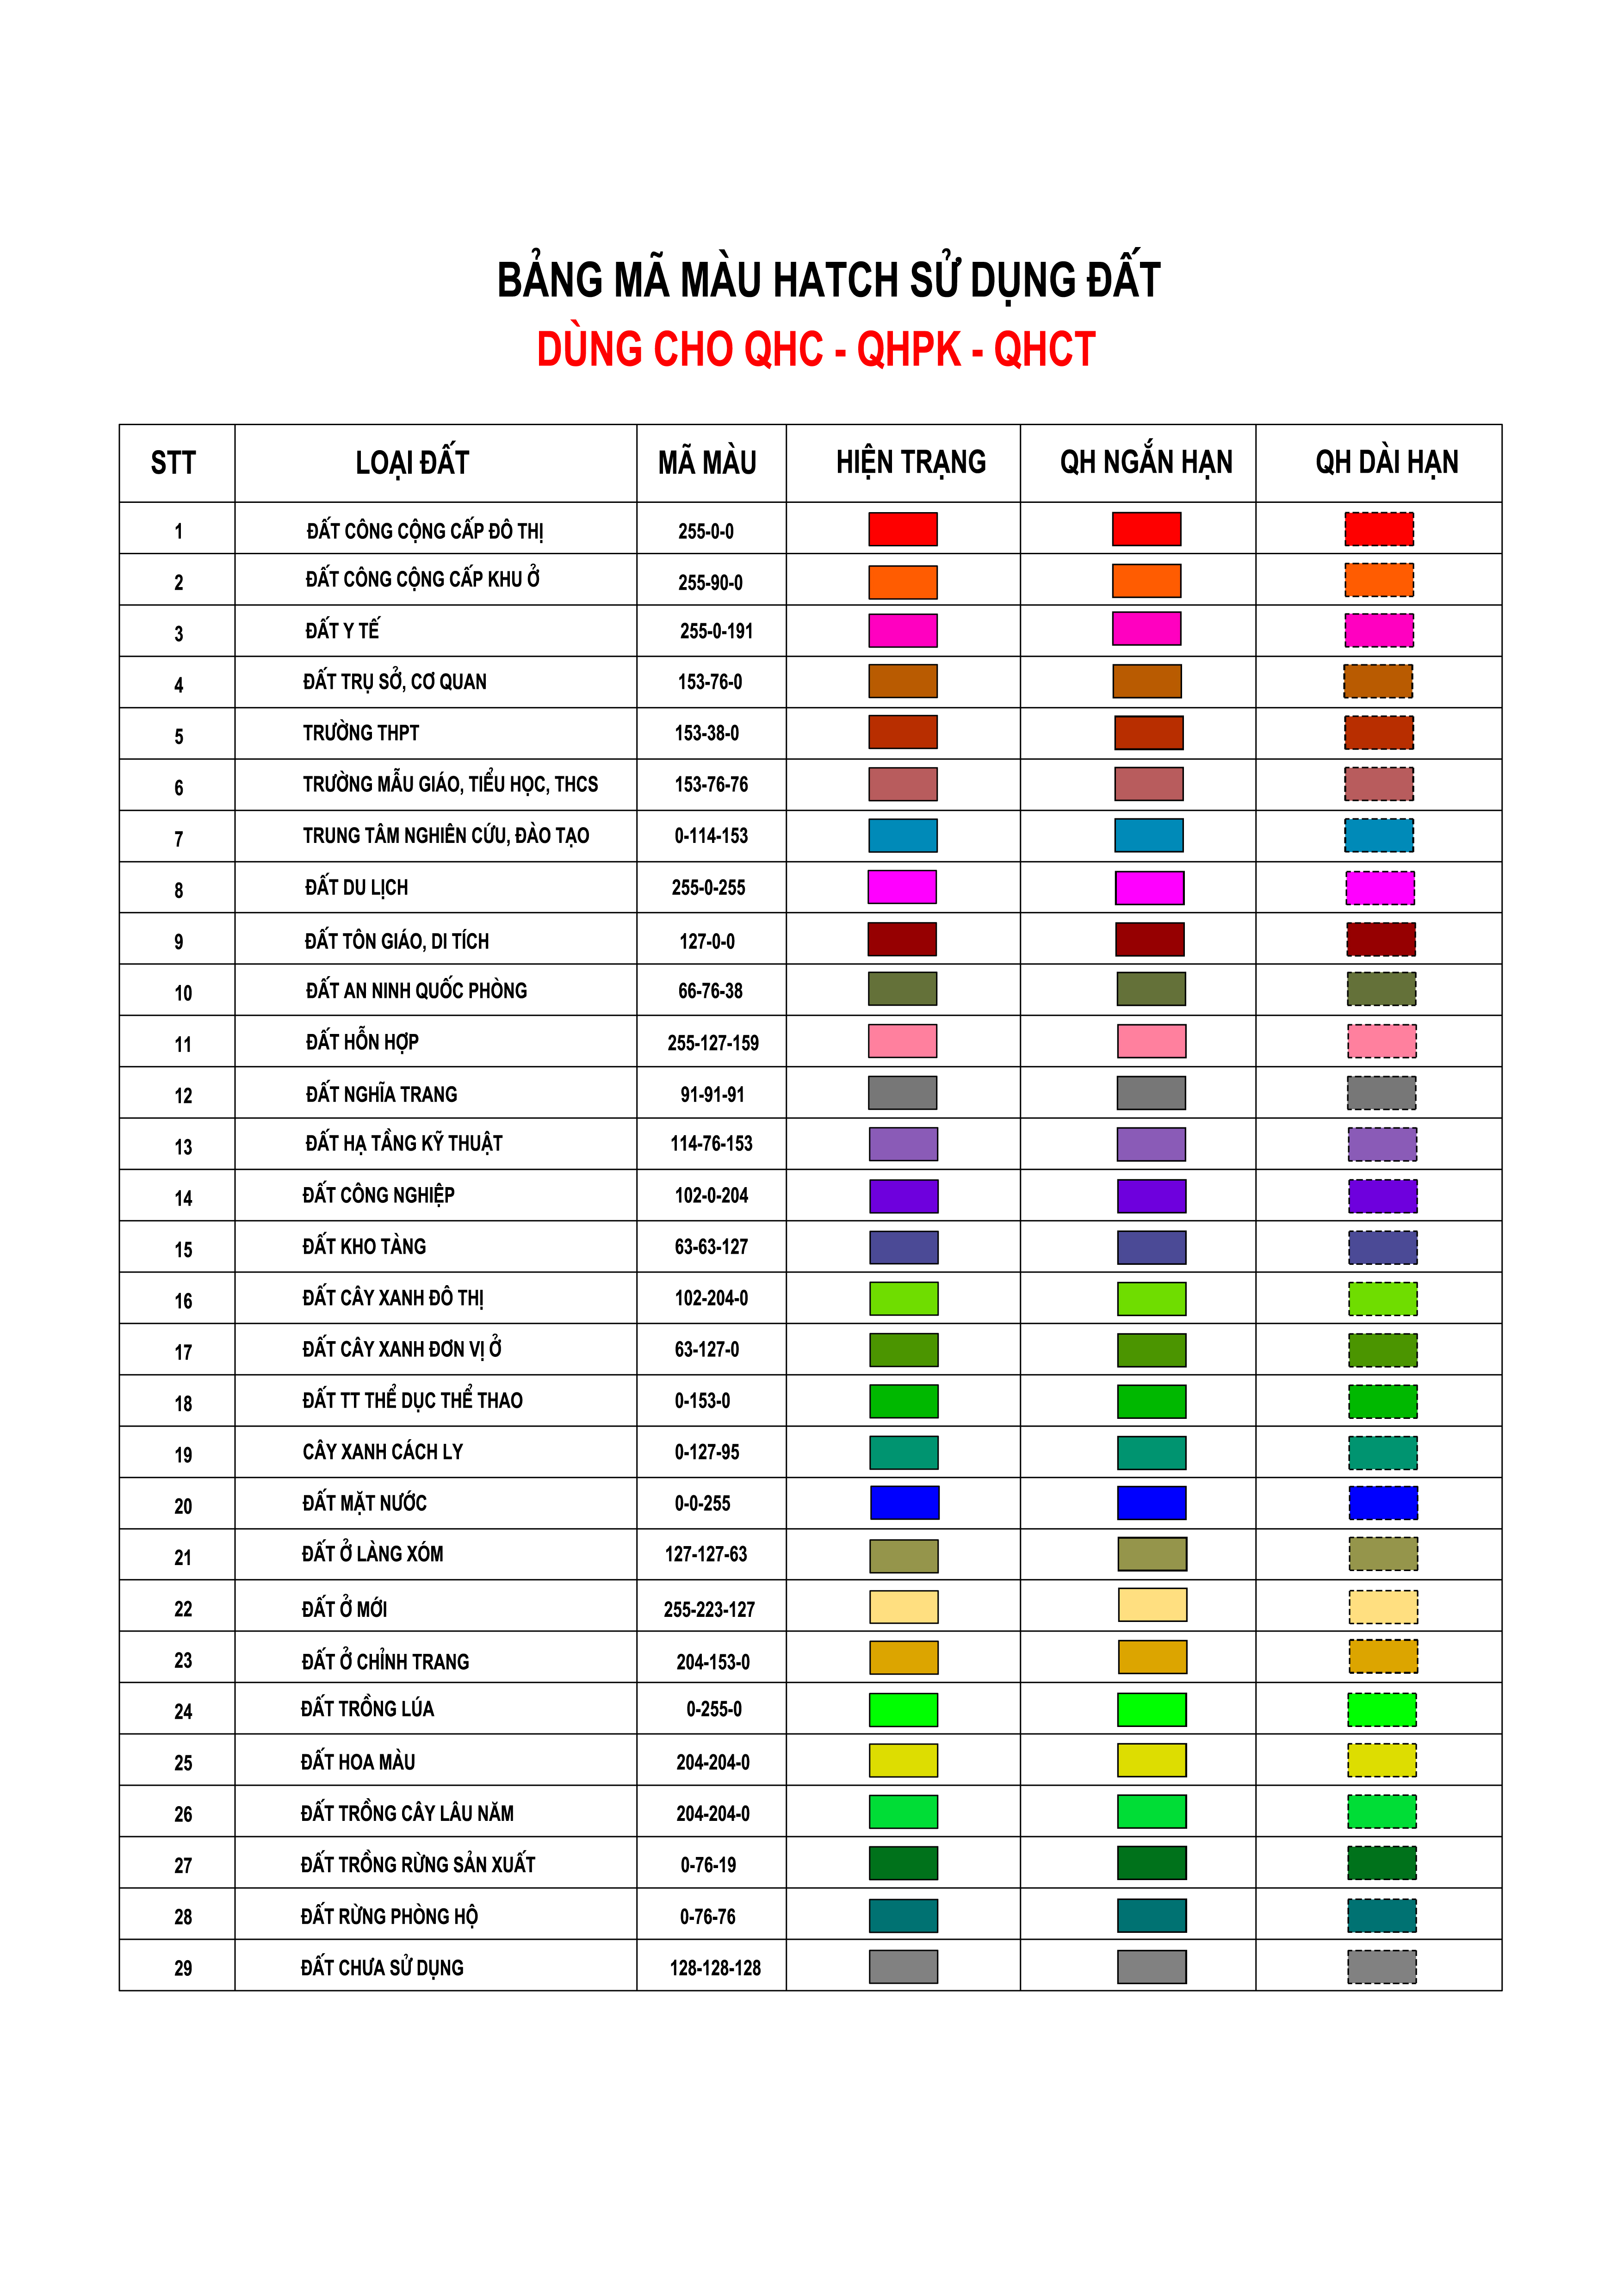 BẢNG MÃ MÀU HATCH SỬ DỤNG ĐẤT
DÙNG CHO QHC - QHPK - QHCT
STT LOẠI ĐẤT MÃ MÀU HIỆN TRẠNG QH NGẮN HẠN QH DÀI HẠN
1 ĐẤT CÔNG CỘNG CẤP ĐÔ THỊ 255-0-0
2 ĐẤT CÔNG CỘNG CẤP KHU Ở 255-90-0
3 ĐẤT Y TẾ 255-0-191
4 ĐẤT TRỤ SỞ, CƠ QUAN 153-76-0
5 TRƯỜNG THPT 153-38-0
6 TRƯỜNG MẪU GIÁO, TIỂU HỌC, THCS 153-76-76
7 TRUNG TÂM NGHIÊN CỨU, ĐÀO TẠO 0-114-153
8 ĐẤT DU LỊCH 255-0-255
9 ĐẤT TÔN GIÁO, DI TÍCH 127-0-0
10 ĐẤT AN NINH QUỐC PHÒNG 66-76-38
11 ĐẤT HỖN HỢP 255-127-159
12 ĐẤT NGHĨA TRANG 91-91-91
13 ĐẤT HẠ TẦNG KỸ THUẬT 114-76-153
14 ĐẤT CÔNG NGHIỆP 102-0-204
15 ĐẤT KHO TÀNG 63-63-127
16 ĐẤT CÂY XANH ĐÔ THỊ 102-204-0
17 ĐẤT CÂY XANH ĐƠN VỊ Ở 63-127-0
18 ĐẤT TT THỂ DỤC THỂ THAO 0-153-0
19 CÂY XANH CÁCH LY 0-127-95
20 ĐẤT MẶT NƯỚC 0-0-255
21 ĐẤT Ở LÀNG XÓM 127-127-63
22 ĐẤT Ở MỚI 255-223-127
23 ĐẤT Ở CHỈNH TRANG 204-153-0
24 ĐẤT TRỒNG LÚA 0-255-0
25 ĐẤT HOA MÀU 204-204-0
26 ĐẤT TRỒNG CÂY LÂU NĂM 204-204-0
27 ĐẤT TRỒNG RỪNG SẢN XUẤT 0-76-19
28 ĐẤT RỪNG PHÒNG HỘ 0-76-76
29 ĐẤT CHƯA SỬ DỤNG 128-128-128